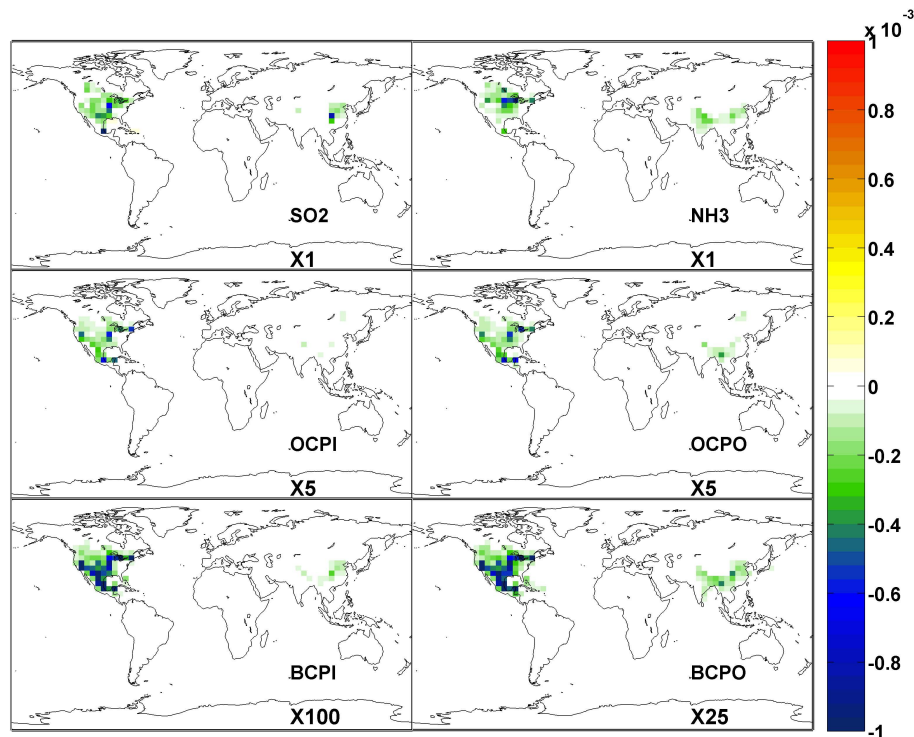 x 10-3
1
0.8
0.6
0.4
0.2
0
-0.2
-0.4
-0.6
-0.8
-1
SO2
X1
NH3
X1
OCPI
X5
OCPO
X5
BCPI
X100
BCPO
X25